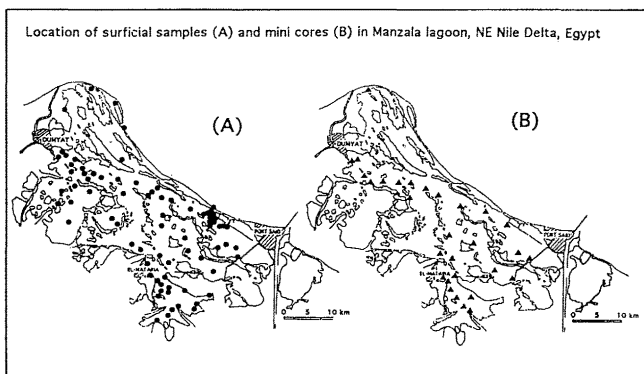 Location of surficial samples (A) and mini cores (B) in Manzala lagoon, NE Nile Delta, Egypt
(A)
(B)
DUMYAT
DUMYAT
PORT SAID
PORT SAID
EL-MATARIA
EL-MATARIA
0 5 10 km
0 5 10 km